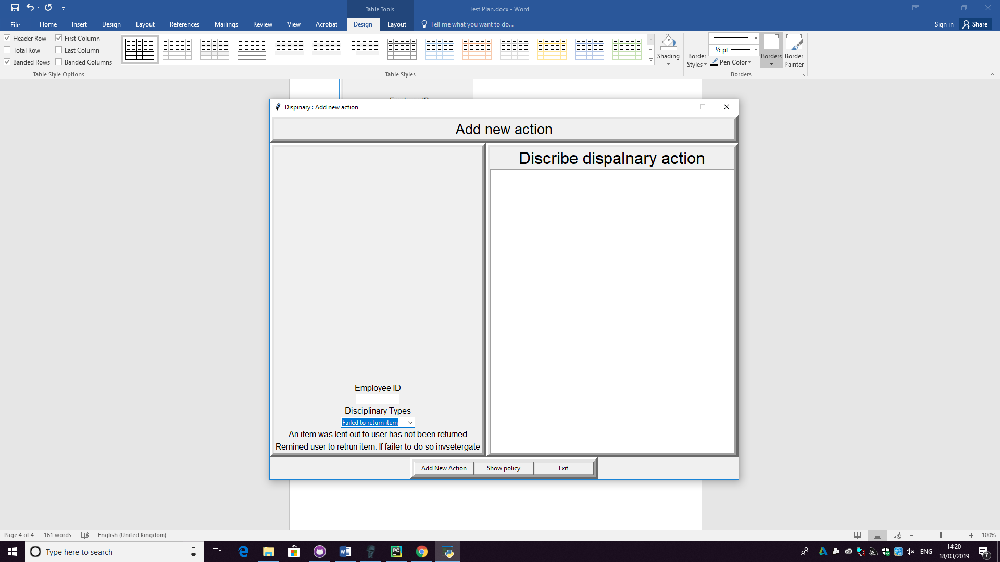 Table Tools
Test Plan.docx - Word
File Home Insert Design Layout References Mailings Review View Acrobat Design Layout Tell me what you want to do... Sign in Share
Header Row First Column
Total Row Last Column
Banded Rows Banded Columns
Table Style Options
Table Styles
Shading
Border Styles
½ pt
Pen Color
Borders
Border Painter
Borders
Dispinary : Add new action
Add new action
Discribe dispalnary action
Employee ID
Disciplinary Types
Failed to return item
An item was lent out to user has not been returned
Remined user to retrun item. If failer to do so invsetergate
Add New Action Show policy Exit
Page 4 of 4 161 words English (United Kingdom) 100%
Type here to search
ENG
14:20
18/03/2019
7